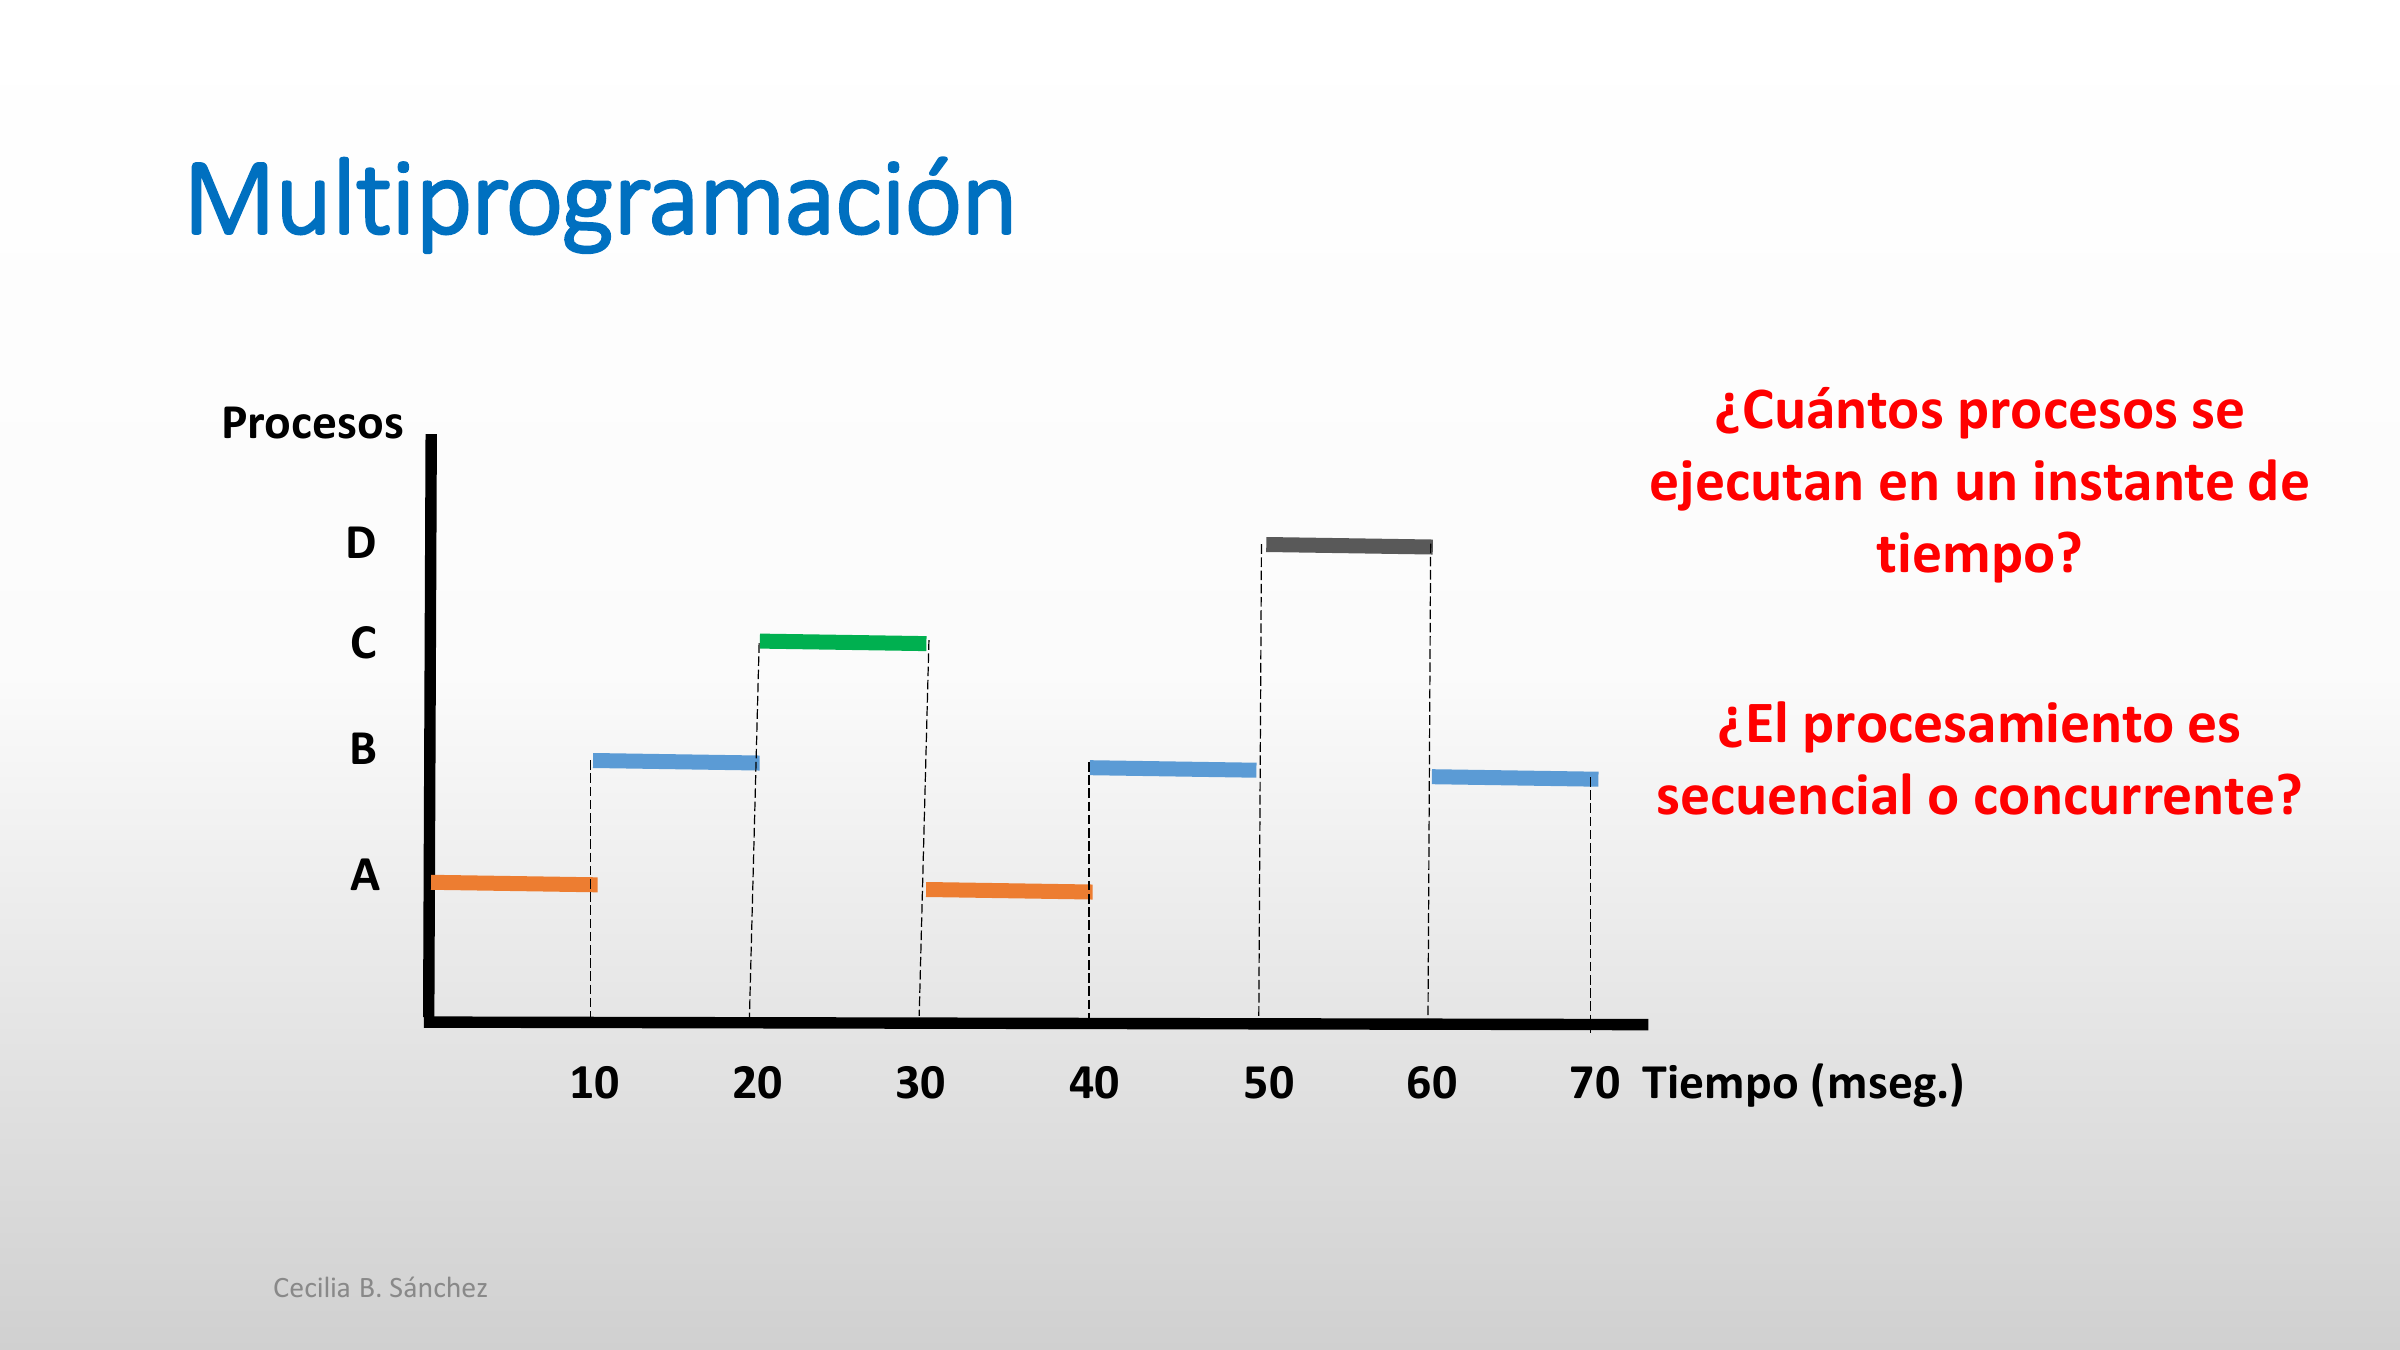 Multiprogramación
Procesos
D
C
B
A
10 20 30 40 50 60 70 Tiempo (mseg.)
¿Cuántos procesos se
ejecutan en un instante de
tiempo?
¿El procesamiento es
secuencial o concurrente?
Cecilia B. Sánchez